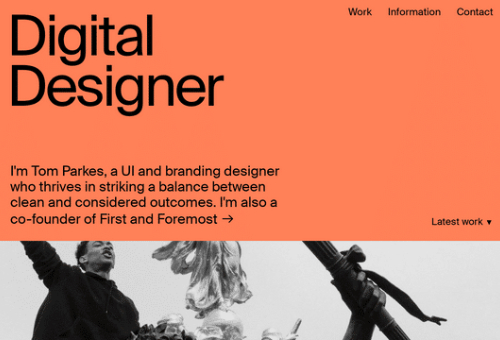 Digital
Designer
Work Information Contact
I'm Tom Parkes, a UI and branding designer
who thrives in striking a balance between
clean and considered outcomes. I'm also a
co-founder of First and Foremost →
Latest work ▼